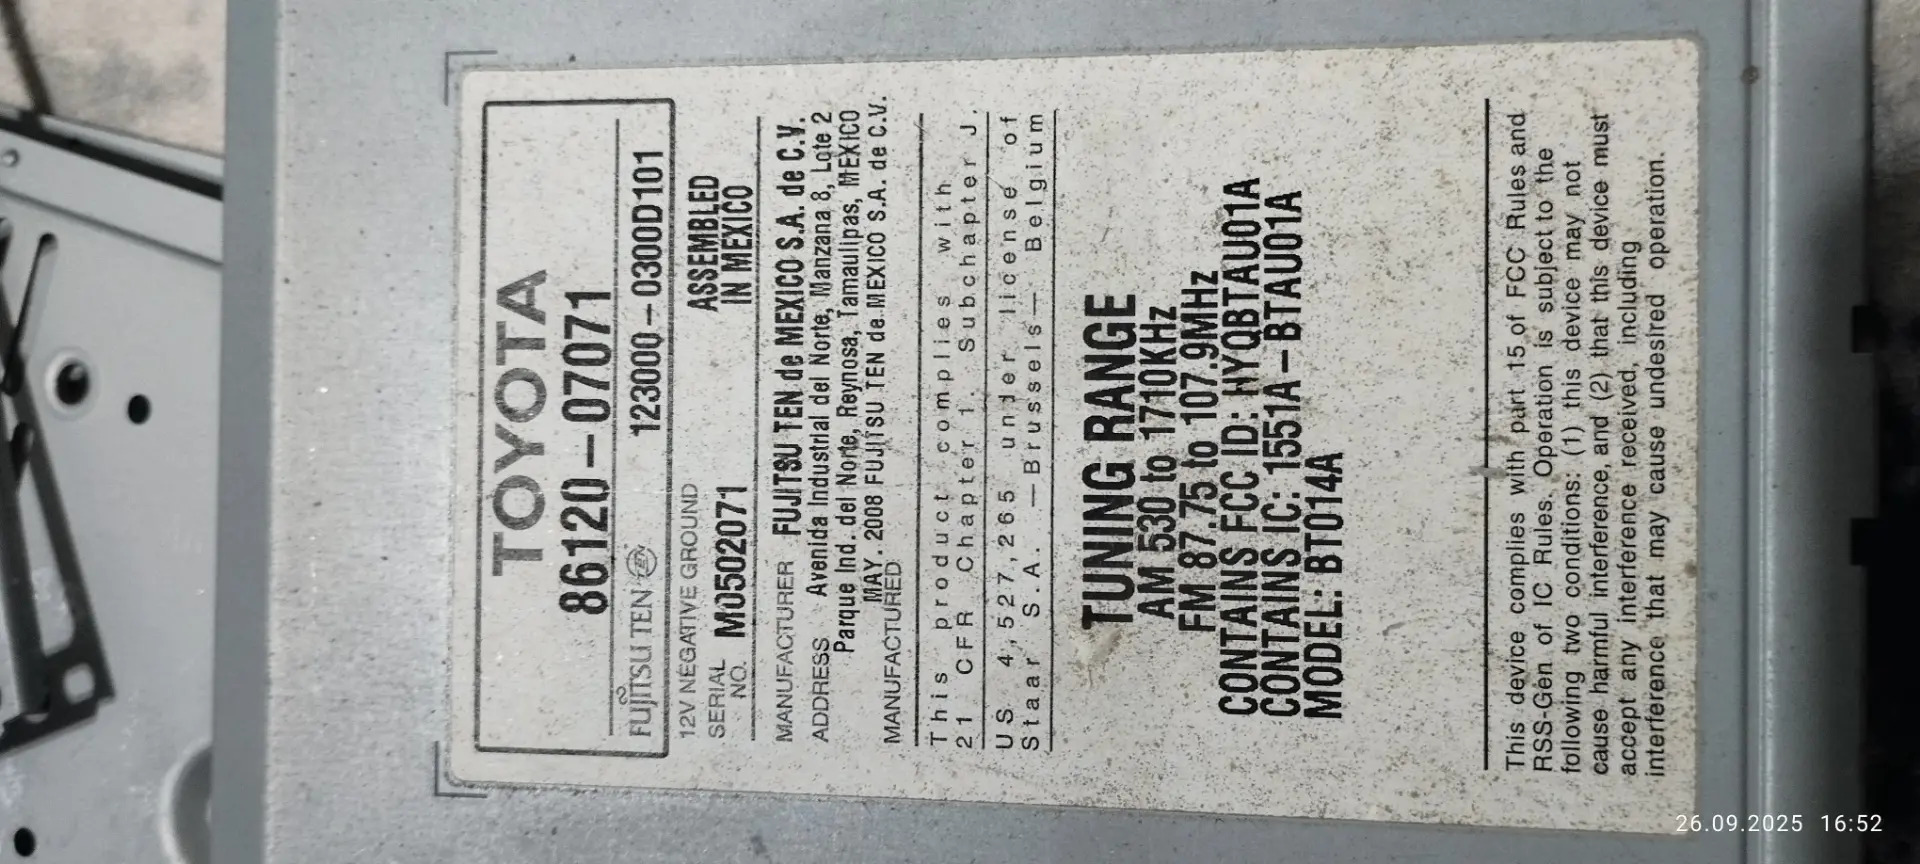 TOYOTA
86120-07071
FUJITSU TEN TEN 123000-0300D101
12V NEGATIVE GROUND
ASSEMBLED
IN MEXICO
SERIAL
NO. M0502071
MANUFACTURER FUJITSU TEN de MEXICO S.A. de C.V.
ADDRESS Avenida Industrial del Norte, Manzana 8, Lote 2
Parque Ind. del Norte, Reynosa, Tamaulipas, MEXICO
MAY. 2008 FUJITSU TEN de MEXICO S.A. de C.V.
MANUFACTURED
This product complies with
21 CFR Chapter 1, Subchapter J.
US 4,527,265 under license of
Staar S.A. —Brussels— Belgium
TUNING RANGE
AM 530 to 1710KHz
FM 87.75 to 107.9MHz
CONTAINS FCC ID: HYQBTAU01A
CONTAINS IC: 1551A-BTAU01A
MODEL: BT014A
This device complies with part 15 of FCC Rules and
RSS-Gen of IC Rules. Operation is subject to the
following two conditions: (1) this device may not
cause harmful interference, and (2) that this device must
accept any interference received, including
interference that may cause undesired operation.
26.09.2025 16:52